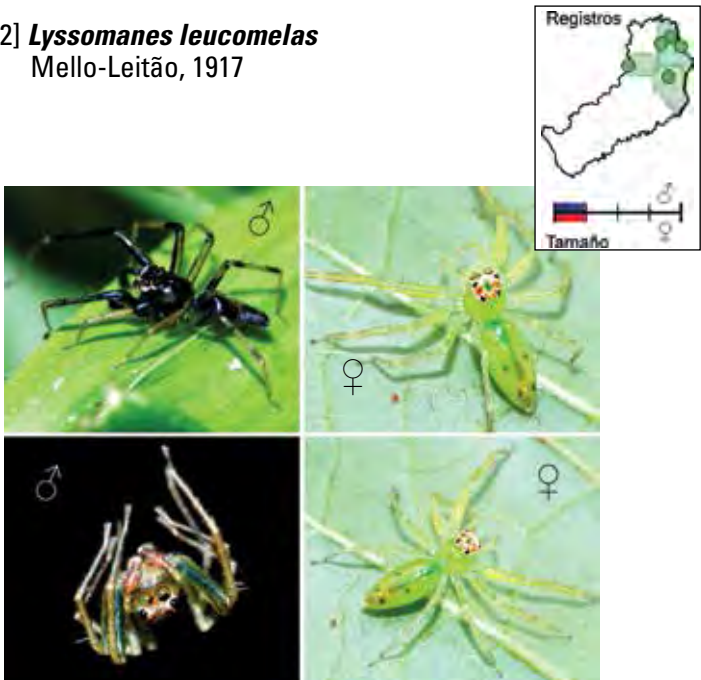 2] Lyssomanes leucomelas
Mello-Leitão, 1917
Registros
♂
♀
Tamaño
♂
♀
♂
♀